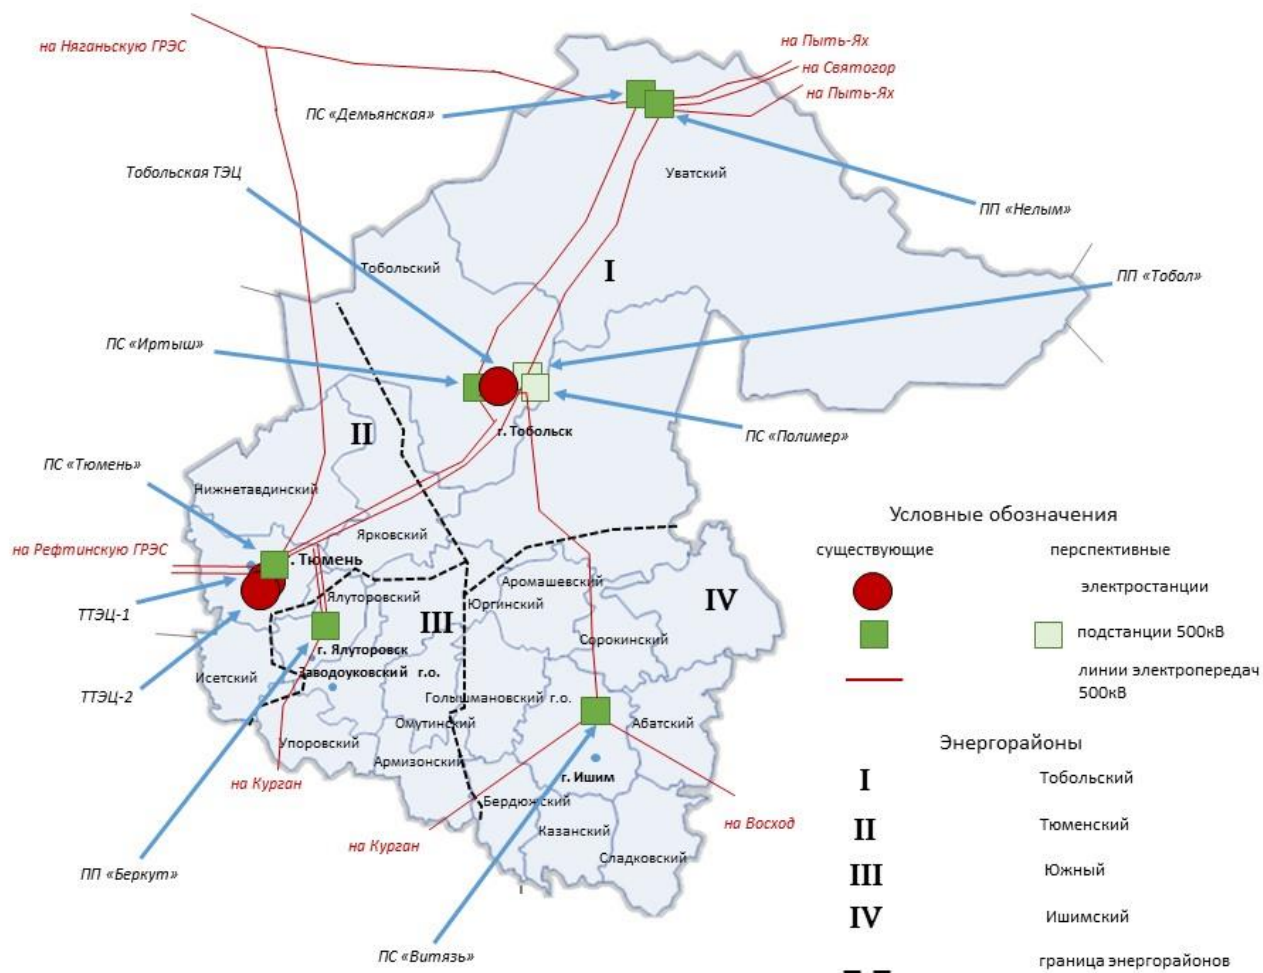 на Няганьскую ГРЭС
на Пыть-Ях
на Святогор
на Пыть-Ях
ПС «Демьянская»
Тобольская ТЭЦ
Уватский
ПП «Нелым»
Тобольский
I
ПП «Тобол»
ПС «Иртыш»
г. Тобольск
ПС «Полимер»
II
ПС «Тюмень»
Нижнетавдинский
Ярковский
на Рефтинскую ГРЭС
г. Тюмень
ТТЭЦ-1
Ялуторовский
Аромашевский
Юргинский
III
IV
Сорокинский
г. Ялуторовск
Заводоуковский г.о.
Исетский
ТТЭЦ-2
Голышмановский г.о.
Абатский
Омутинский
Упоровский
Армизонский
на Курган
г. Ишим
Бердюжский
Казанский
на Восход
на Курган
Сладковский
ПП «Беркут»
ПС «Витязь»
Условные обозначения
существующие
перспективные
электростанции
подстанции 500кВ
линии электропередач
500кВ
Энергорайоны
I Тобольский
II Тюменский
III Южный
IV Ишимский
граница энергорайонов